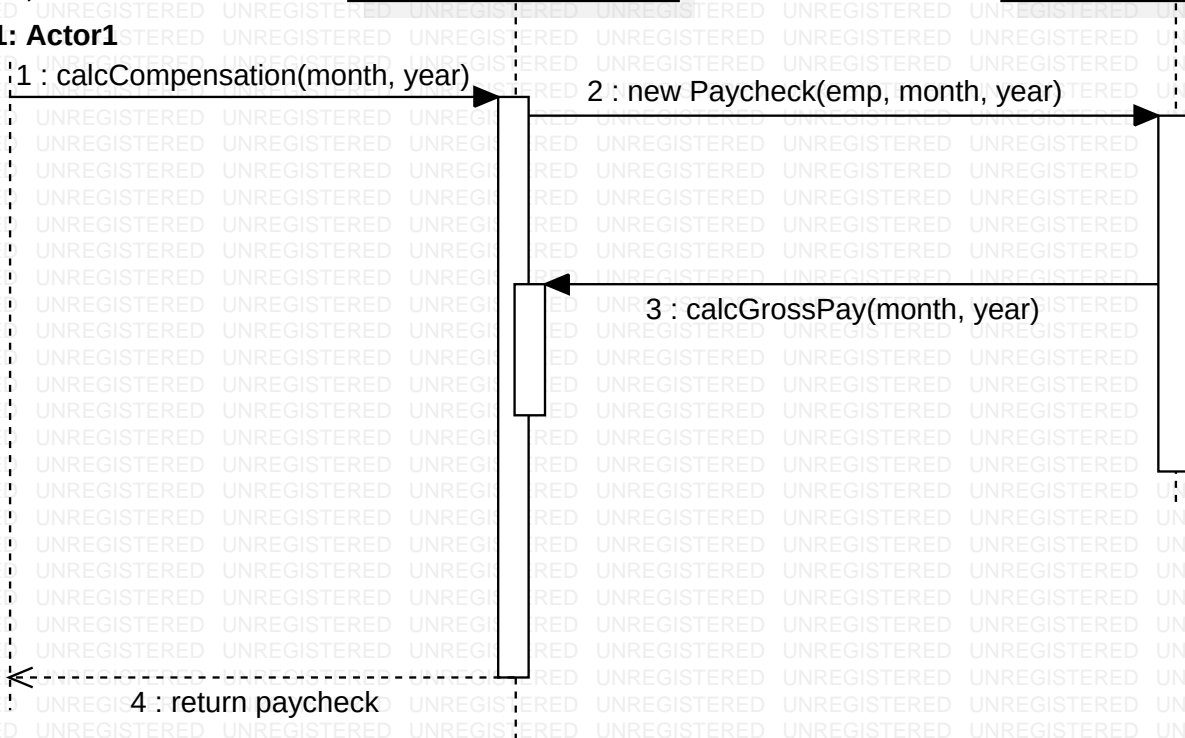 1: Actor1
1 : calcCompensation(month, year)
2 : new Paycheck(emp, month, year)
3 : calcGrossPay(month, year)
4 : return paycheck
UNREGISTERED